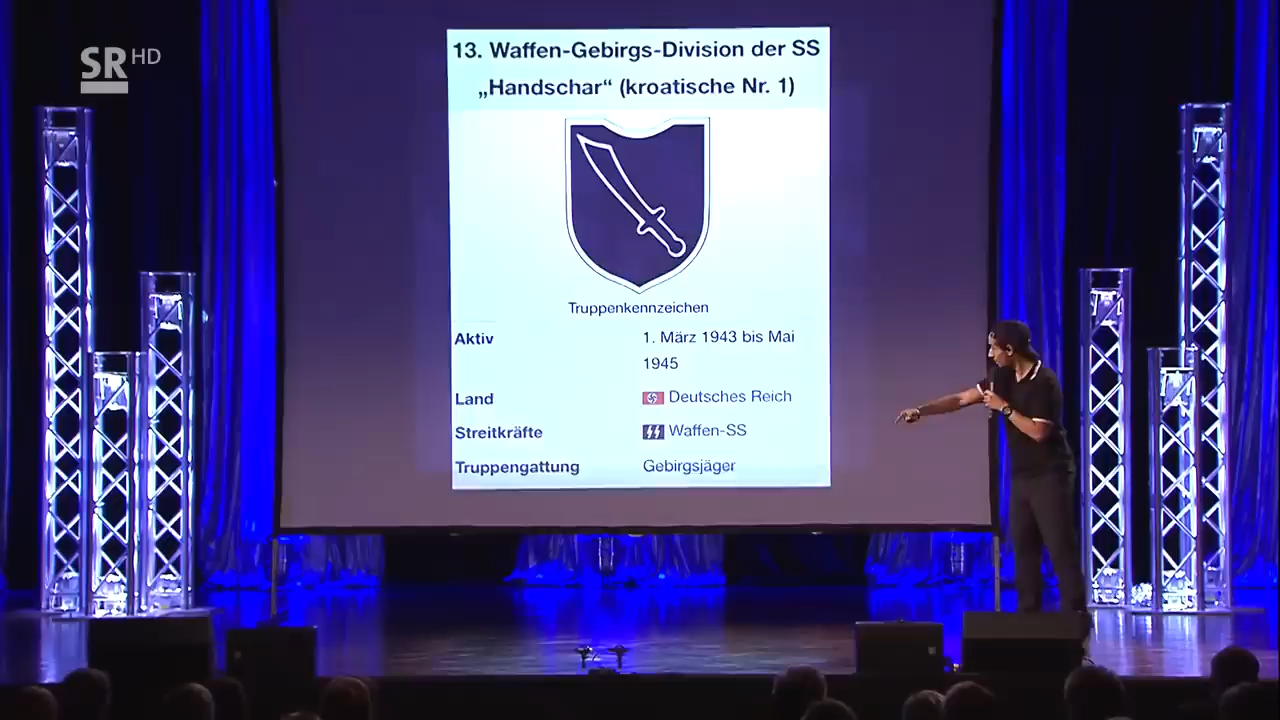 SR HD
13. Waffen-Gebirgs-Division der SS
„Handschar“ (kroatische Nr. 1)
Truppenkennzeichen
Aktiv 1. März 1943 bis Mai
1945
Land Deutsches Reich
Streitkräfte Waffen-SS
Truppengattung Gebirgsjäger